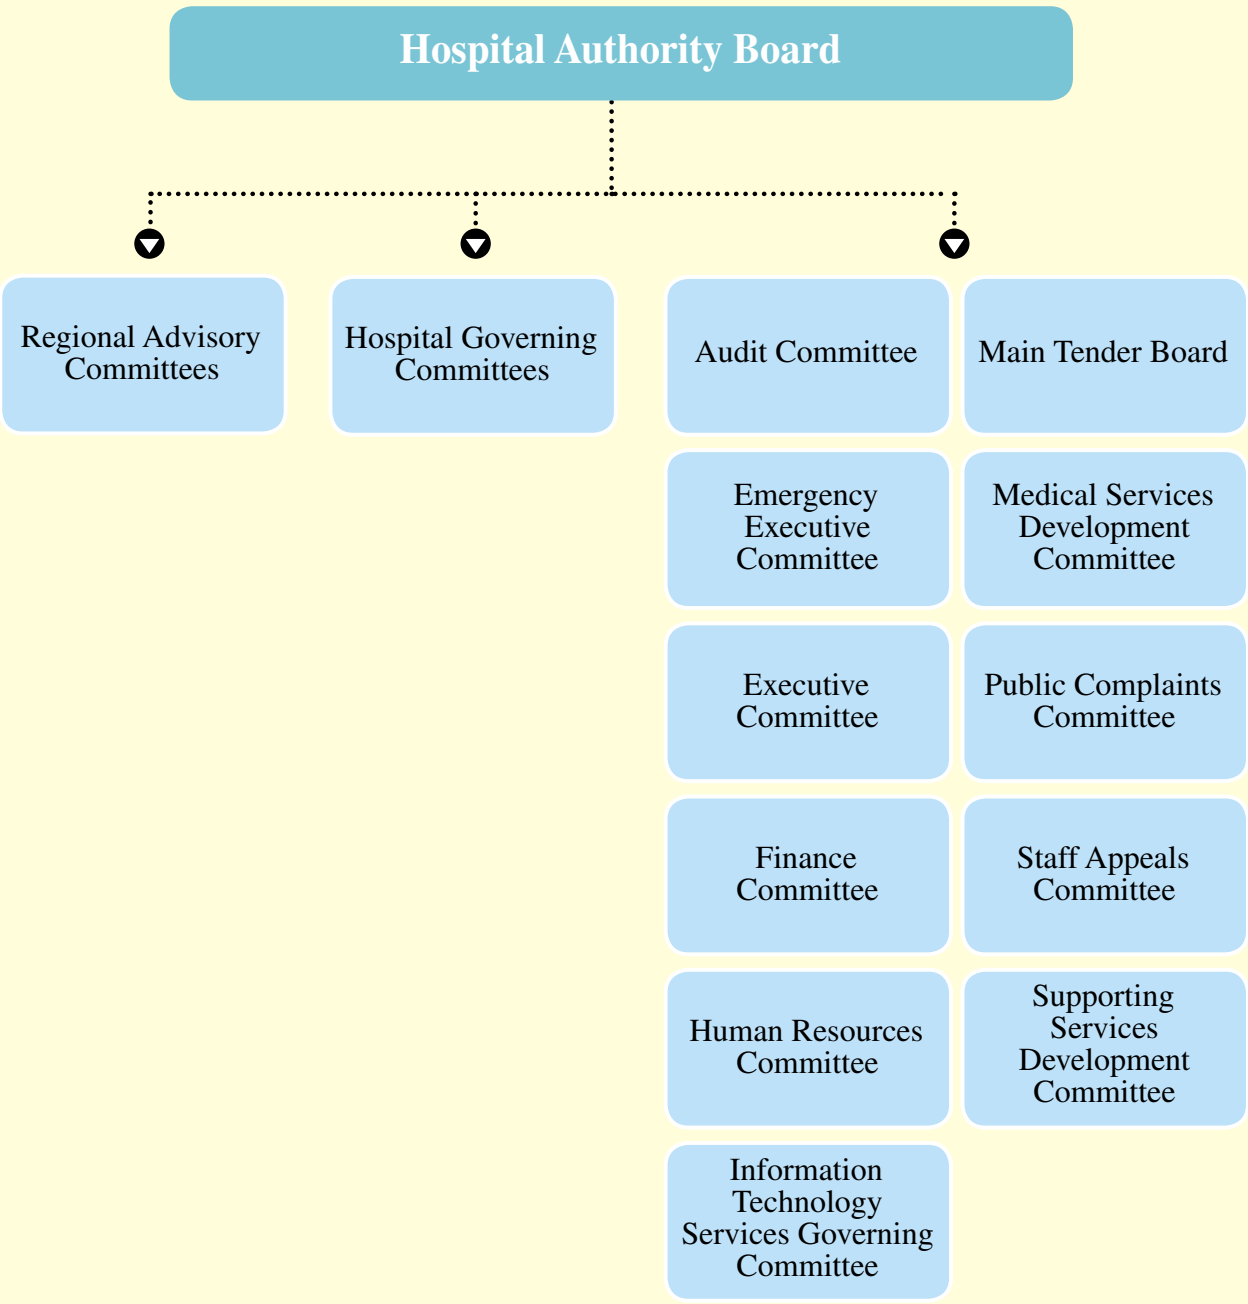 Hospital Authority Board
Regional Advisory
Committees
Hospital Governing
Committees
Audit Committee
Main Tender Board
Emergency
Executive
Committee
Medical Services
Development
Committee
Executive
Committee
Public Complaints
Committee
Finance
Committee
Staff Appeals
Committee
Human Resources
Committee
Supporting
Services
Development
Committee
Information
Technology
Services Governing
Committee